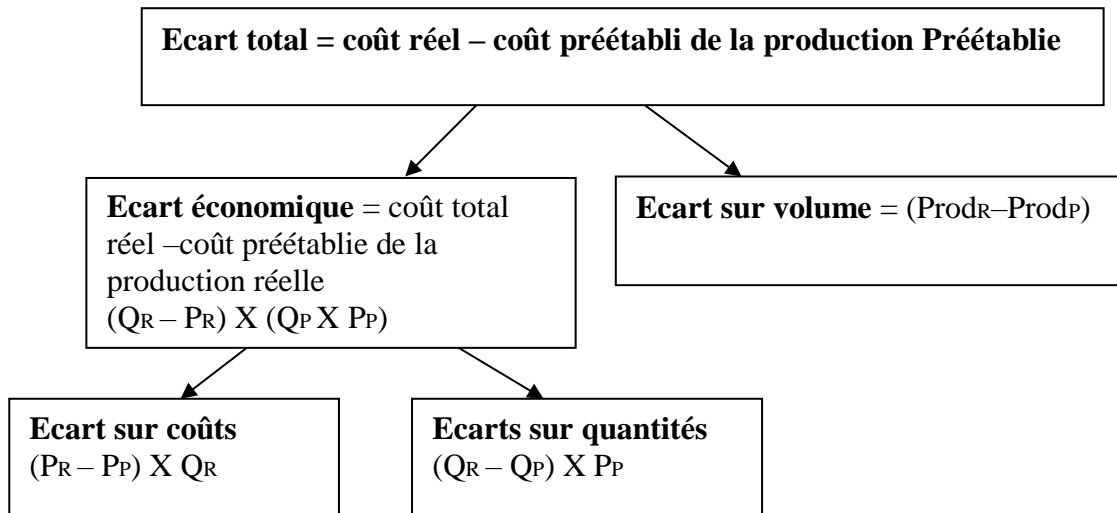 Ecart total = coût réel – coût préétabli de la production Préétablie
Ecart économique = coût total
réel –coût préétablie de la
production réelle
(QR – PR) X (QP X PP)
Ecart sur volume = (ProdR–ProdP)
Ecart sur coûts
(PR – PP) X QR
Ecarts sur quantités
(QR – QP) X PP